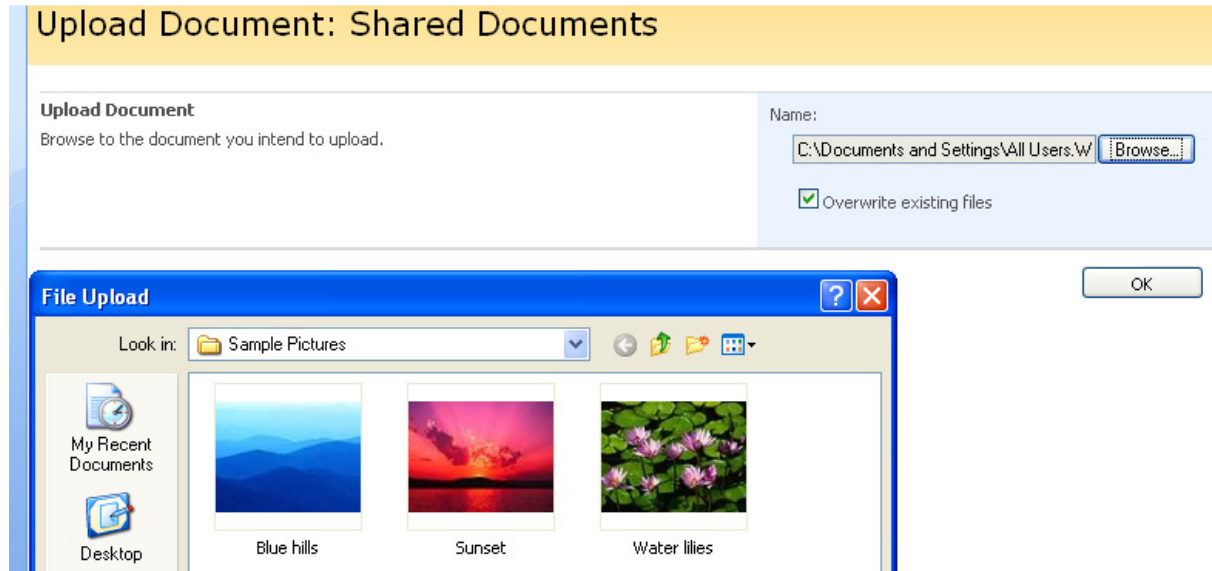 Upload Document: Shared Documents
Upload Document
Browse to the document you intend to upload.
Name:
C:\Documents and Settings\All Users.W
Browse...
Overwrite existing files
OK
File Upload
Look in:
Sample Pictures
My Recent
Documents
Desktop
Blue hills
Sunset
Water lilies